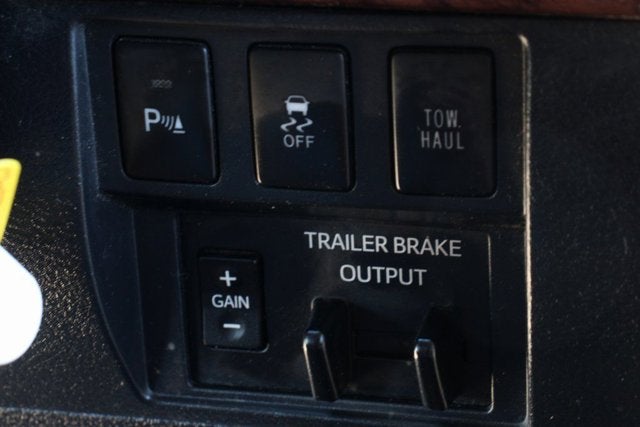 P
OFF
TOW
HAUL
TRAILER BRAKE
OUTPUT
+
GAIN
-